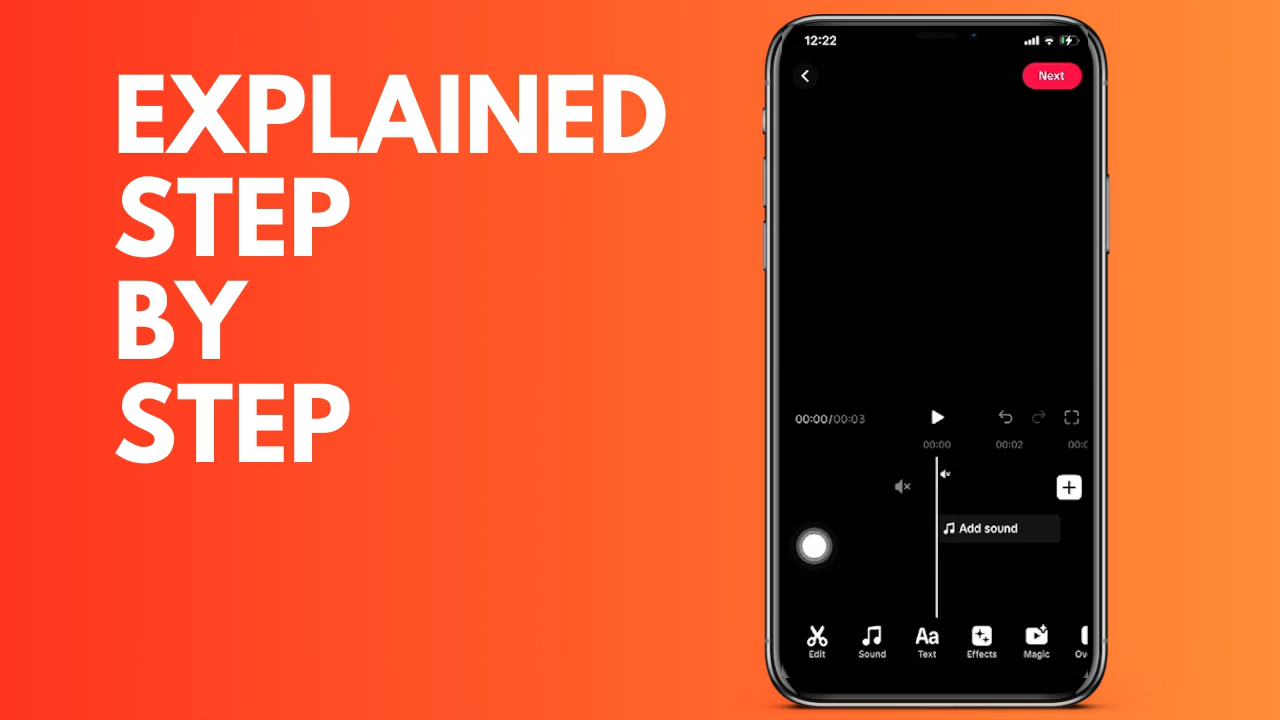 EXPLAINED
STEP
BY
STEP
12:22
Next
00:00/00:03
00:00 00:02
Add sound
Edit Sound Text Effects Magic